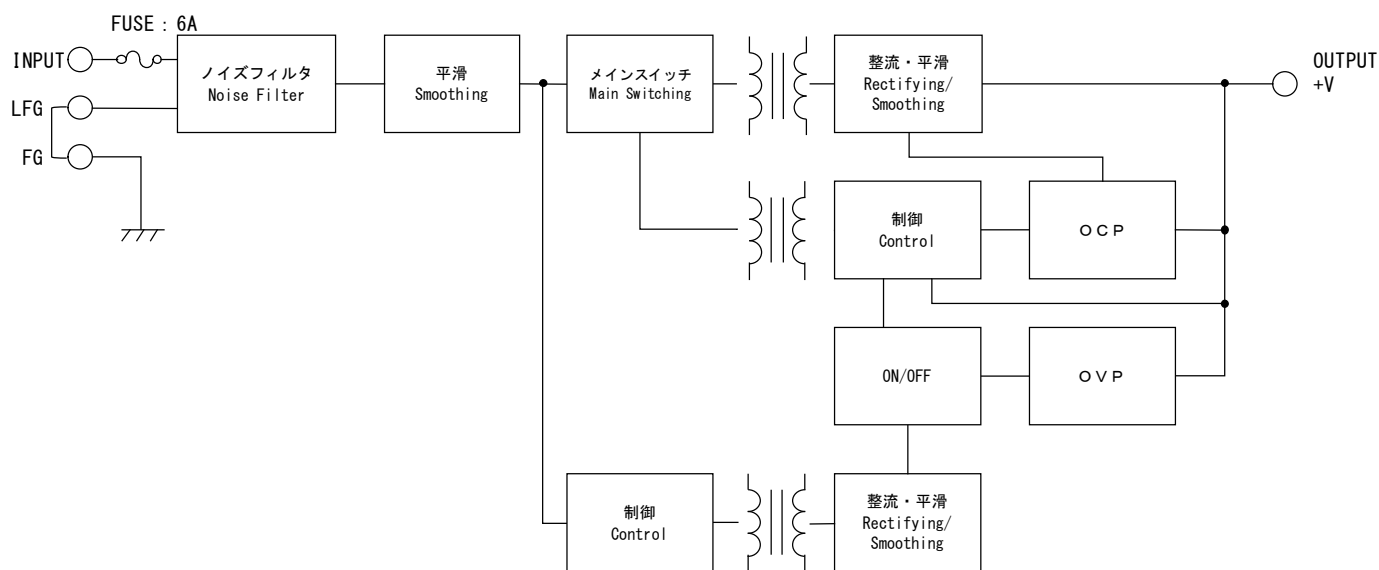 FUSE : 6A
INPUT
LFG
FG
ノイズフィルタ
Noise Filter
平滑
Smoothing
メインスイッチ
Main Switching
整流・平滑
Rectifying/
Smoothing
OUTPUT
+V
制御
Control
ＯＣＰ
ON/OFF
ＯＶＰ
制御
Control
整流・平滑
Rectifying/
Smoothing